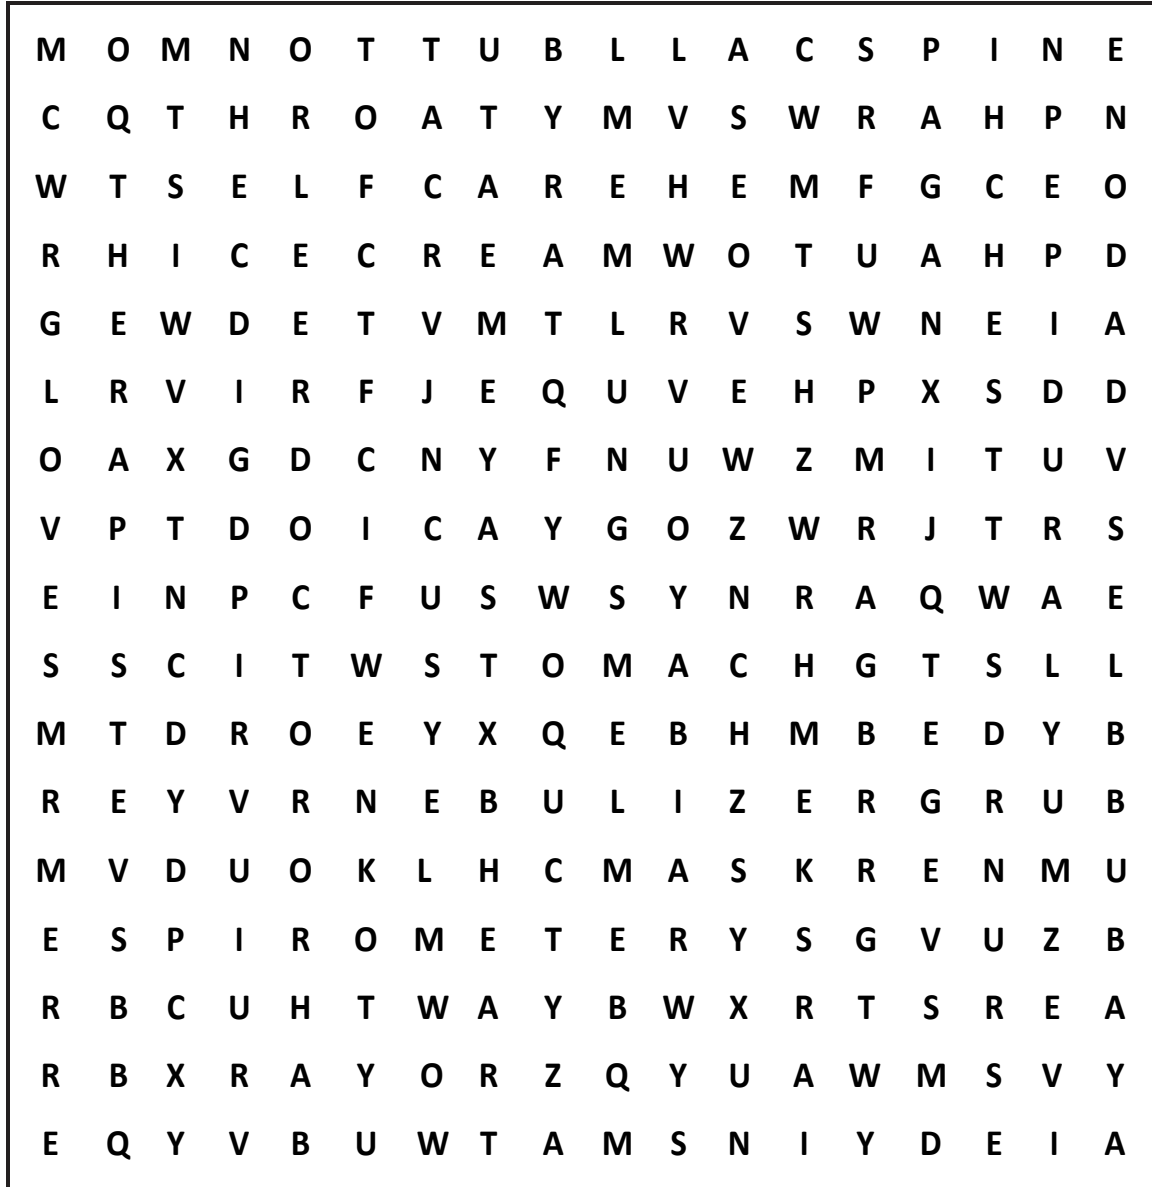 M O M N O T T U B L L A C S P I N E
C Q T H R O A T Y M V S W R A H P N
W T S E L F C A R E H E M F G C E O
R H I C E C R E A M W O T U A H P D
G E W D E T V M T L R V S W N E I A
L R V I R F J E Q U V E H P X S D D
O A X G D C N Y F N U W Z M I T U V
V P T D O I C A Y G O Z W R J T R S
E I N P C F U S W S Y N R A Q W A E
S S C I T W S T O M A C H G T S L L
M T D R O E Y X Q E B H M B E D Y B
R E Y V R N E B U L I Z E R G R U B
M V D U O K L H C M A S K R E N M U
E S P I R O M E T E R Y S G V U Z B
R B C U H T W A Y B W X R T S R E A
R B X R A Y O R Z Q Y U A W M S V Y
E Q Y V B U W T A M S N I Y D E I A